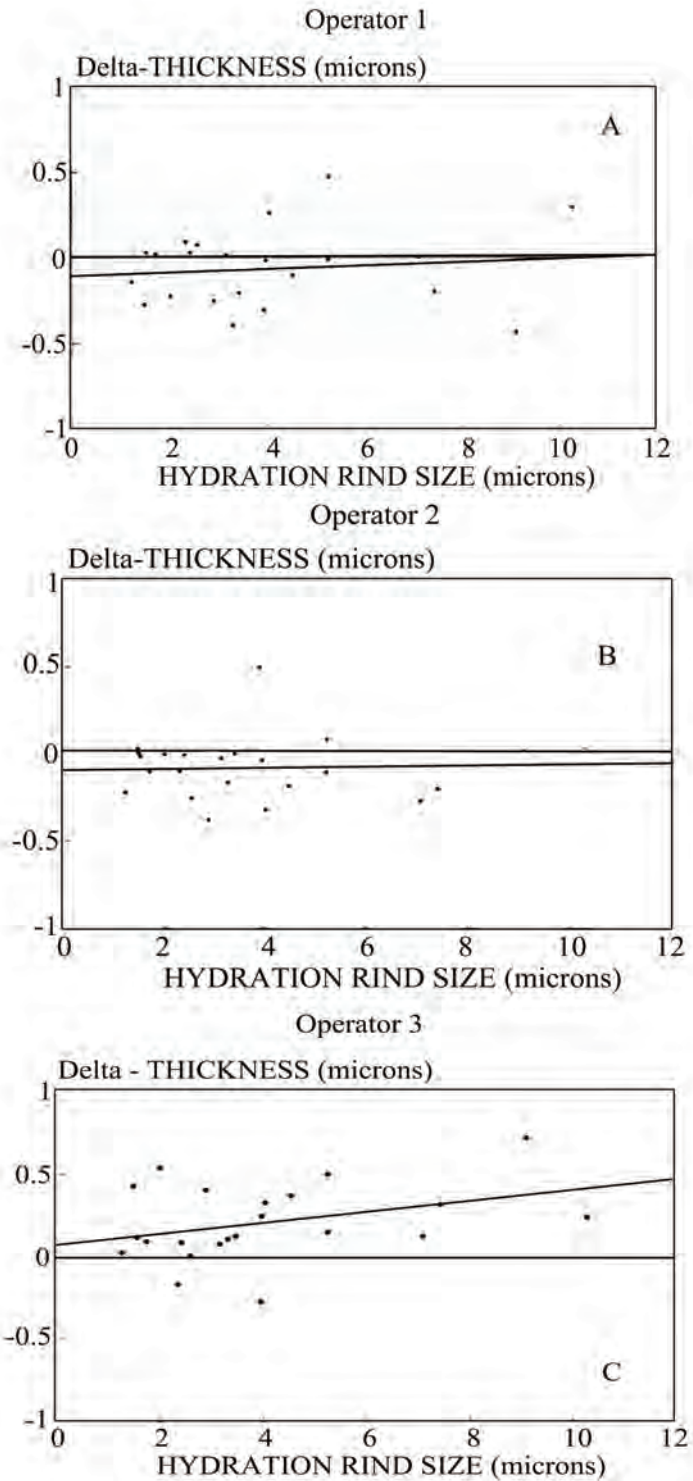 Operator 1
Delta-THICKNESS (microns)
1
A
0.5
0
-0.5
-1
0 2 4 6 8 10 12
HYDRATION RIND SIZE (microns)
Operator 2
Delta-THICKNESS (microns)
1
0.5
B
0
-0.5
-1
0 2 4 6 8 10 12
HYDRATION RIND SIZE (microns)
Operator 3
Delta - THICKNESS (microns)
1
0.5
0
-0.5
C
-1
0 2 4 6 8 10 12
HYDRATION RIND SIZE (microns)